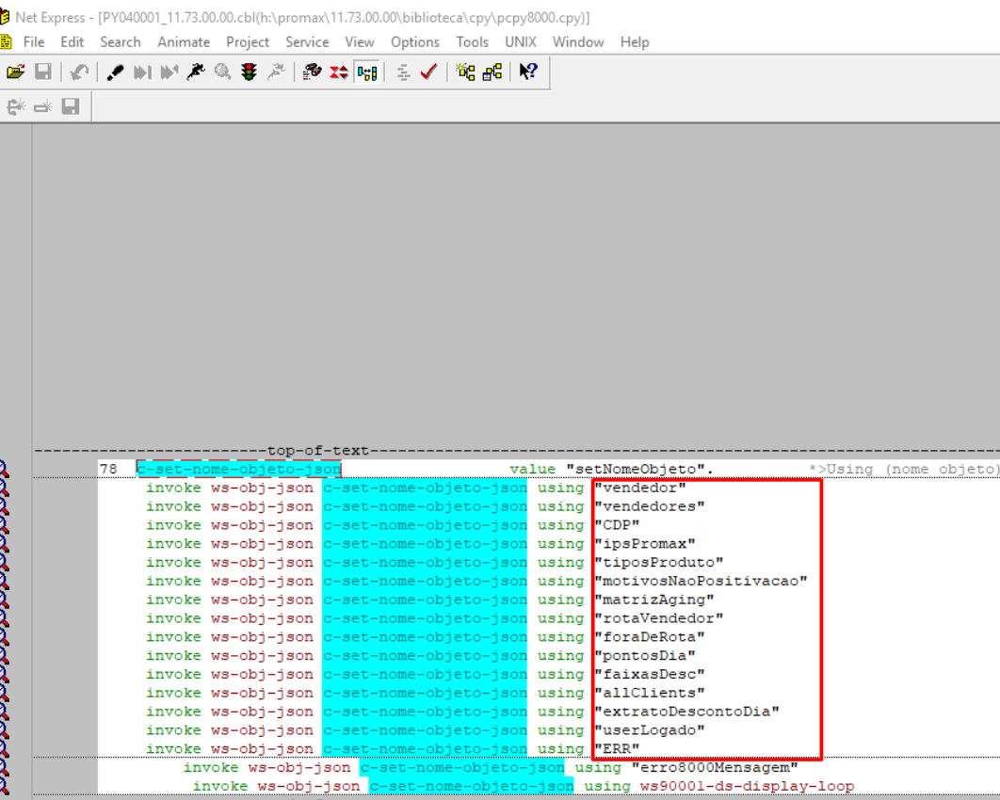 Net Express - [PY040001_11.73.00.00.cbl(h:\promax\11.73.00.00\biblioteca\cpy\pcpy8000.cpy)]
File Edit Search Animate Project Service View Options Tools UNIX Window Help
top-of-text
78 c-set-nome-objeto-json value "setNomeObjeto". *>Using (nome objeto)
invoke ws-obj-json c-set-nome-objeto-json using "vendedor"
invoke ws-obj-json c-set-nome-objeto-json using "vendedores"
invoke ws-obj-json c-set-nome-objeto-json using "CDP"
invoke ws-obj-json c-set-nome-objeto-json using "ipsPromax"
invoke ws-obj-json c-set-nome-objeto-json using "tiposProduto"
invoke ws-obj-json c-set-nome-objeto-json using "motivosNaoPositivacao"
invoke ws-obj-json c-set-nome-objeto-json using "matrizAging"
invoke ws-obj-json c-set-nome-objeto-json using "rotaVendedor"
invoke ws-obj-json c-set-nome-objeto-json using "foraDeRota"
invoke ws-obj-json c-set-nome-objeto-json using "pontosDia"
invoke ws-obj-json c-set-nome-objeto-json using "faixasDesc"
invoke ws-obj-json c-set-nome-objeto-json using "allClients"
invoke ws-obj-json c-set-nome-objeto-json using "extratoDescontoDia"
invoke ws-obj-json c-set-nome-objeto-json using "userLogado"
invoke ws-obj-json c-set-nome-objeto-json using "ERR"
invoke ws-obj-json c-set-nome-objeto-json using "erro8000Mensagem"
invoke ws-obj-json c-set-nome-objeto-json using ws90001-ds-display-loop